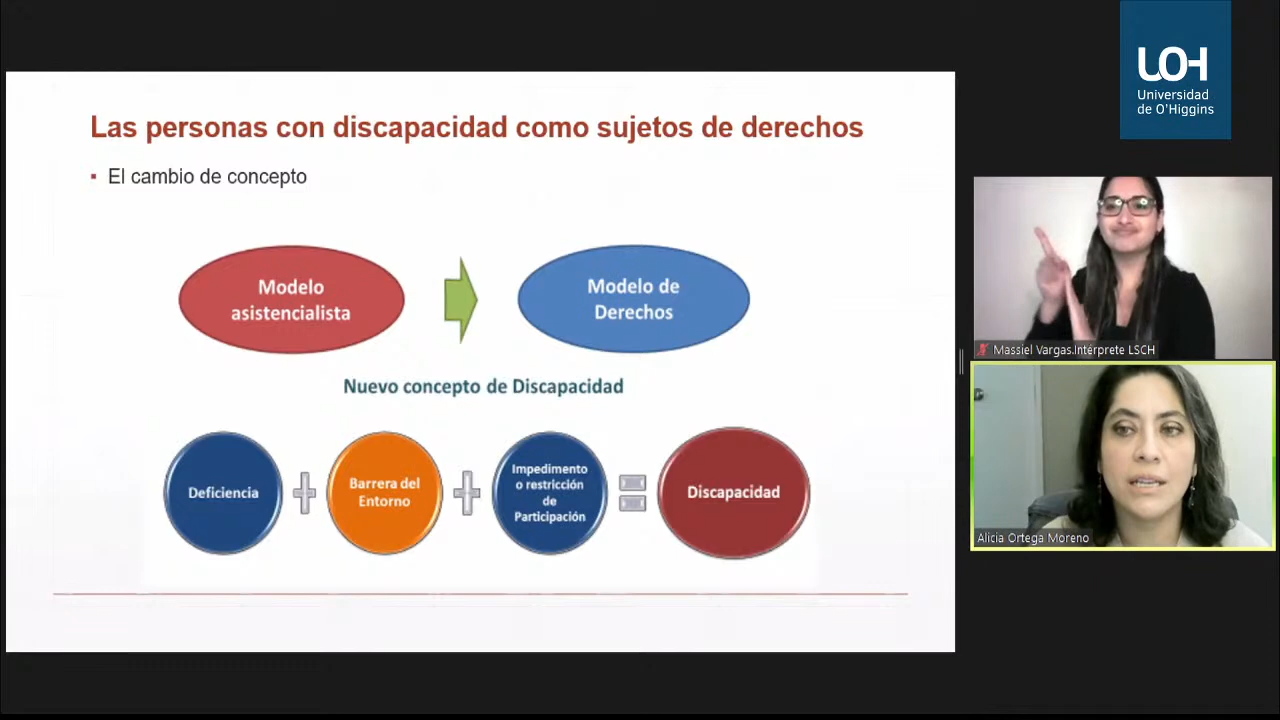 UOH
Universidad
de O'Higgins
Las personas con discapacidad como sujetos de derechos
▪ El cambio de concepto
Modelo
asistencialista
Modelo de
Derechos
Nuevo concepto de Discapacidad
Deficiencia
Barrera del
Entorno
Impedimento
o restricción
de
Participación
Discapacidad
Massiel Vargas.Intérprete LSCH
Alicia Ortega Moreno